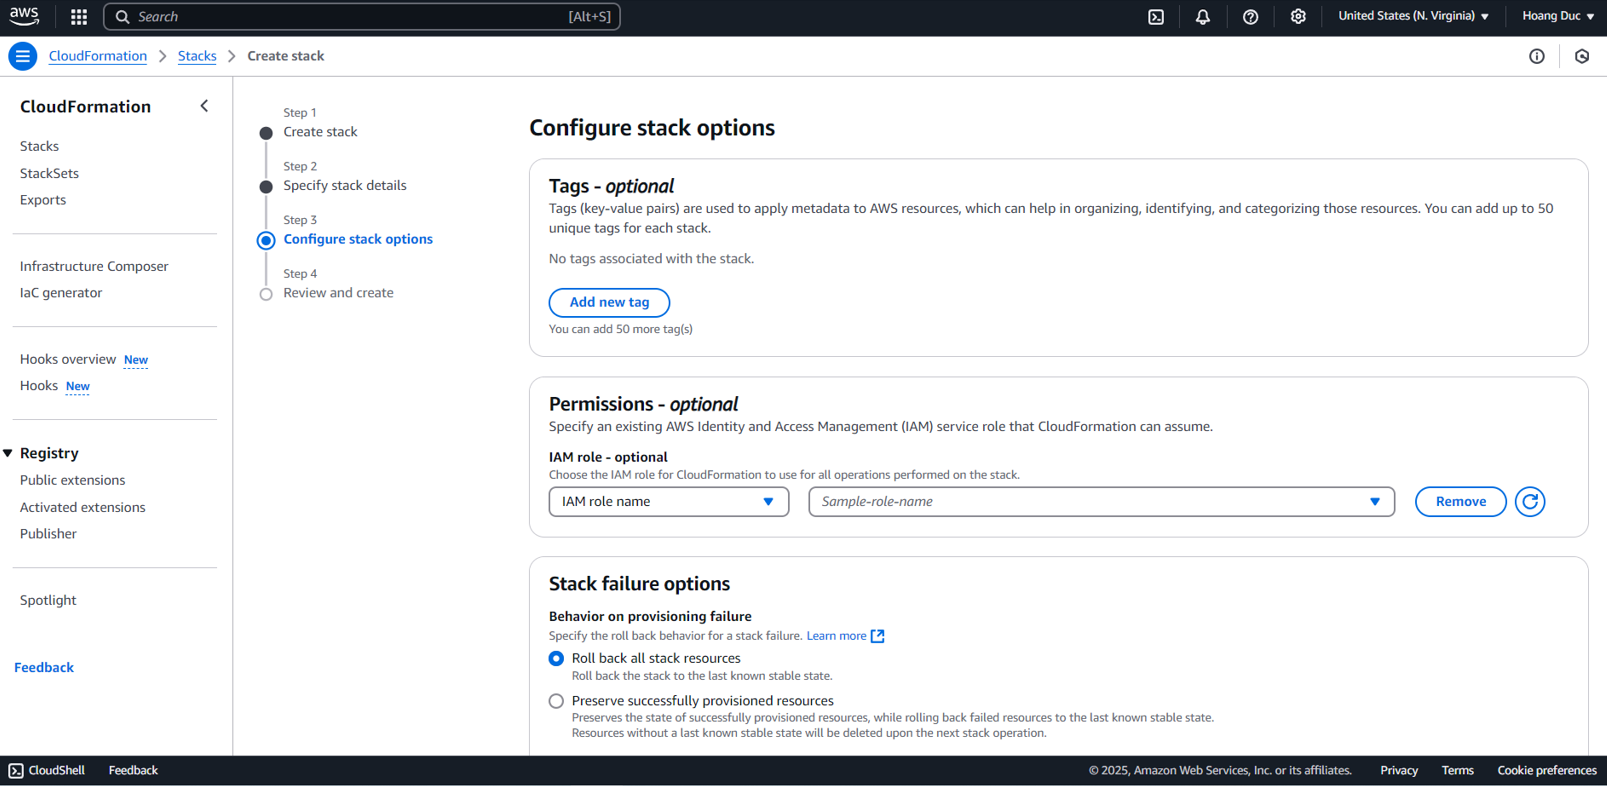 aws
Search [Alt+S]
United States (N. Virginia)
Hoang Duc
CloudFormation
Stacks
Create stack
CloudFormation
Stacks
StackSets
Exports
Infrastructure Composer
IaC generator
Hooks overview New
Hooks New
Registry
Public extensions
Activated extensions
Publisher
Spotlight
Feedback
Step 1
Create stack
Step 2
Specify stack details
Step 3
Configure stack options
Step 4
Review and create
Configure stack options
Tags - optional
Tags (key-value pairs) are used to apply metadata to AWS resources, which can help in organizing, identifying, and categorizing those resources. You can add up to 50
unique tags for each stack.
No tags associated with the stack.
Add new tag
You can add 50 more tag(s)
Permissions - optional
Specify an existing AWS Identity and Access Management (IAM) service role that CloudFormation can assume.
IAM role - optional
Choose the IAM role for CloudFormation to use for all operations performed on the stack.
IAM role name
Sample-role-name
Remove
Stack failure options
Behavior on provisioning failure
Specify the roll back behavior for a stack failure. Learn more
Roll back all stack resources
Roll back the stack to the last known stable state.
Preserve successfully provisioned resources
Preserves the state of successfully provisioned resources, while rolling back failed resources to the last known stable state.
Resources without a last known stable state will be deleted upon the next stack operation.
CloudShell
Feedback
© 2025, Amazon Web Services, Inc. or its affiliates.
Privacy
Terms
Cookie preferences